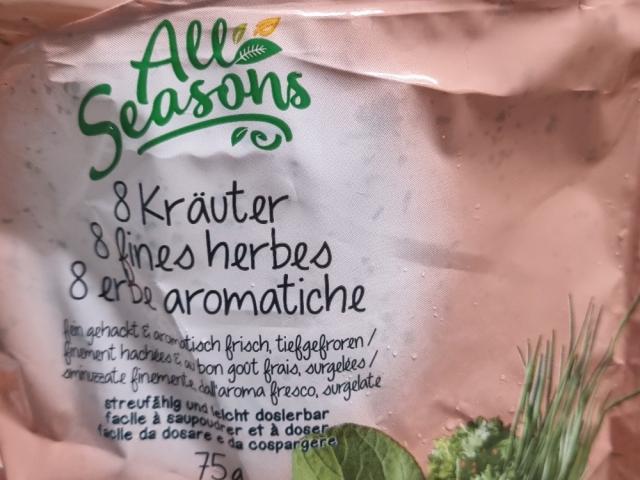 All
Seasons
8 Kräuter
8 fines herbes
8 erbe aromatiche
fein gehackt & aromatisch frisch, tiefgefroren /
finement hachées & au bon goût frais, surgelées /
sminuzzate finemente, dall'aroma fresco, surgelate
streufähig und leicht dosierbar
facile à saupoudrer et à doser
facile da dosare e da cospargere
75g